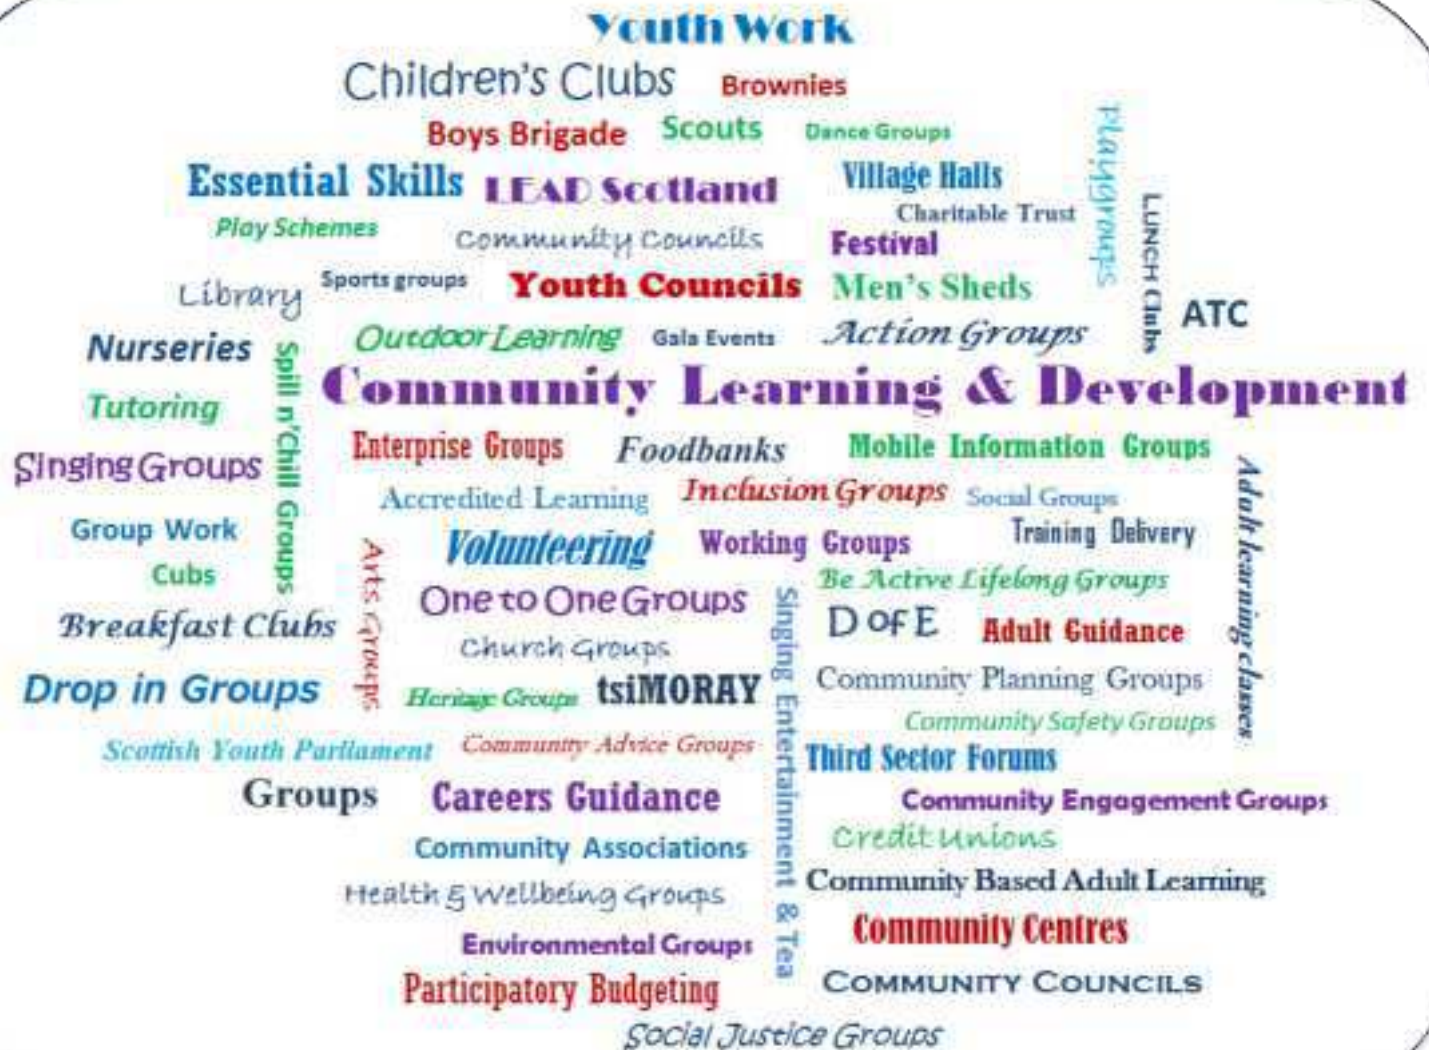 Youth Work
Children's Clubs
Brownies
Boys Brigade
Scouts
Dance Groups
Playgroups
Essential Skills
LEAD Scotland
Village Halls
Charitable Trust
LUNCH Clubs
Play Schemes
Community Councils
Festival
Library
Sports groups
Youth Councils
Men's Sheds
ATC
Nurseries
Spill n'Chill Groups
Outdoor Learning
Gala Events
Action Groups
Community Learning & Development
Tutoring
Enterprise Groups
Foodbanks
Mobile Information Groups
Singing Groups
Adult learning classes
Accredited Learning
Inclusion Groups
Social Groups
Group Work
Arts Groups
Volunteering
Working Groups
Training Delivery
Cubs
Be Active Lifelong Groups
Breakfast Clubs
One to One Groups
Singing Entertainment & Tea
D of E
Adult Guidance
Church Groups
Drop in Groups
Heritage Groups
tsiMORAY
Community Planning Groups
Community Safety Groups
Scottish Youth Parliament
Community Advice Groups
Third Sector Forums
Groups
Careers Guidance
Community Engagement Groups
Community Associations
Credit Unions
Health & Wellbeing Groups
Community Based Adult Learning
Environmental Groups
Community Centres
Participatory Budgeting
COMMUNITY COUNCILS
Social Justice Groups